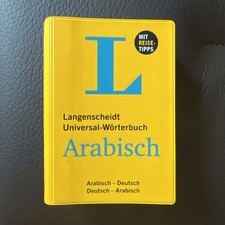 L
MIT
REISE-
TIPPS
Langenscheidt
Universal-Wörterbuch
Arabisch
Arabisch – Deutsch
Deutsch – Arabisch